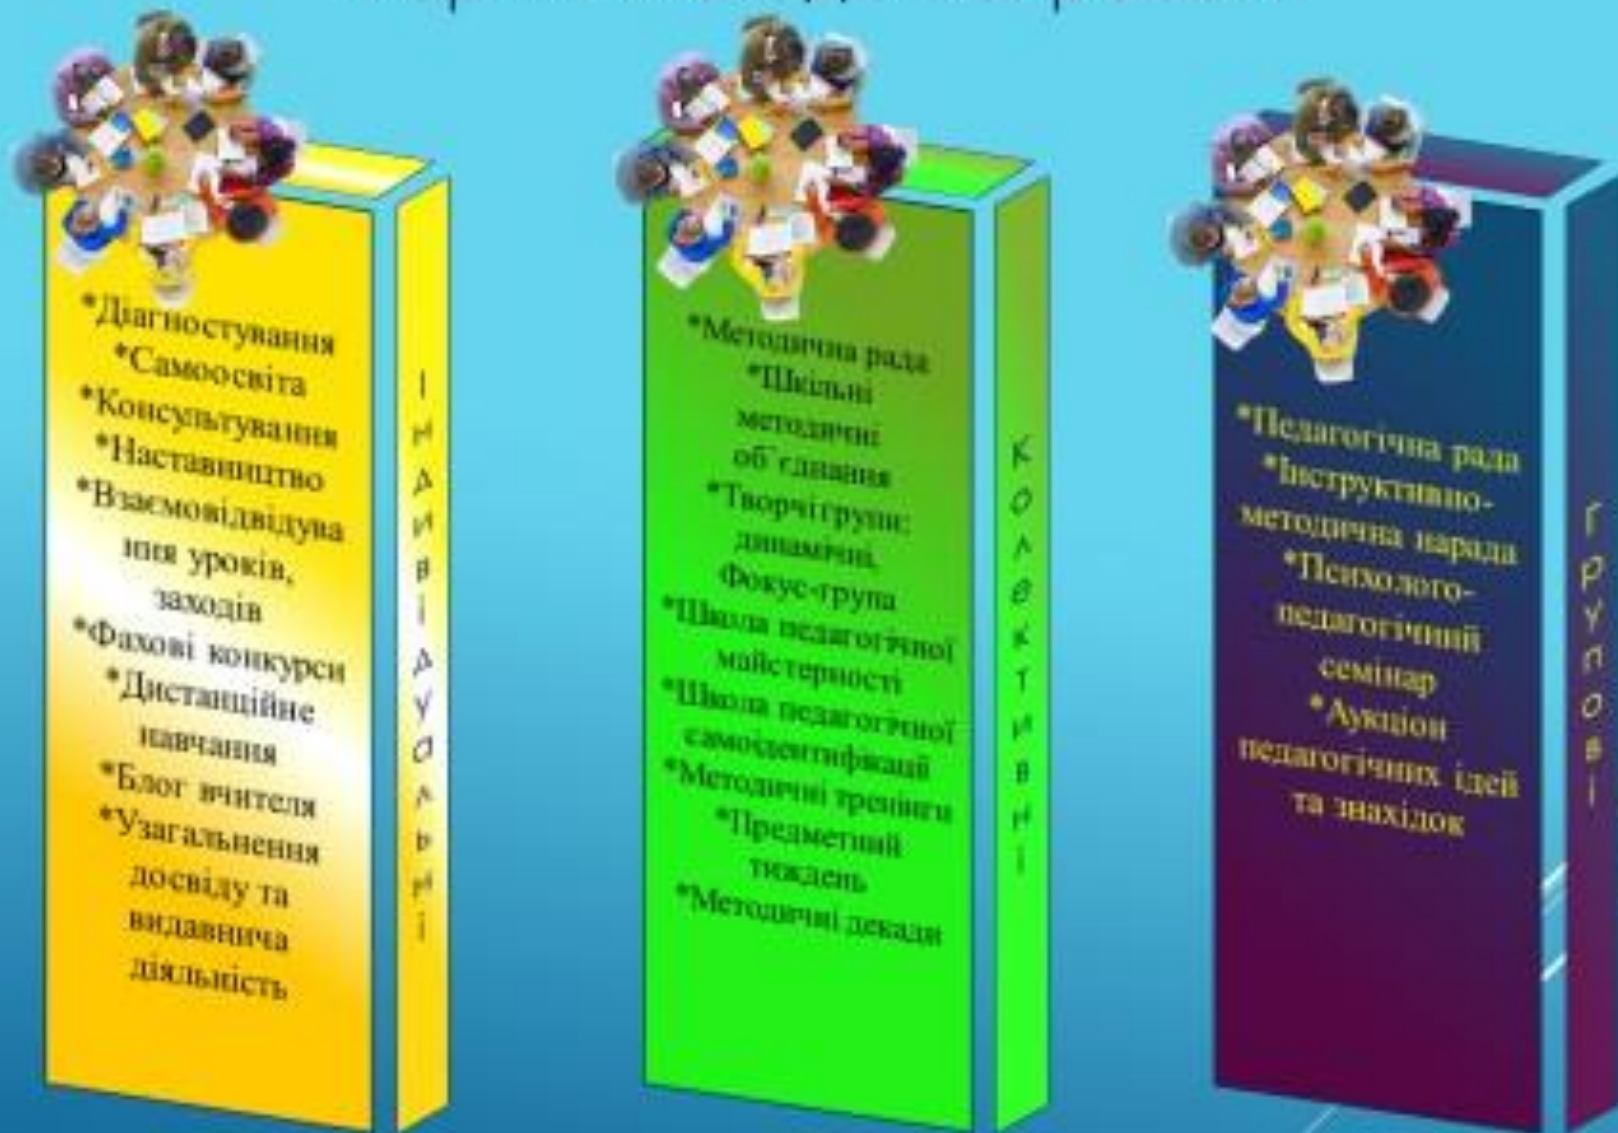 *Діагностування
*Самоосвіта
*Консультування
*Наставництво
*Взаємовідвідува
ння уроків,
заходів
*Фахові конкурси
*Дистанційне
навчання
*Блог вчителя
*Узагальнення
досвіду та
видавнича
діяльність
Індивідуальні
*Методична рада
*Шкільні
методичні
об`єднання
*Творчі групи:
динамічні,
Фокус-група
*Школа педагогічної
майстерності
*Школа педагогічної
самоідентифікації
*Методичні тренінги
*Предметний
тиждень
*Методичні декади
Колективні
*Педагогічна рада
*Інструктивно-
методична нарада
*Психолого-
педагогічний
семінар
*Аукціон
педагогічних ідей
та знахідок
Групові